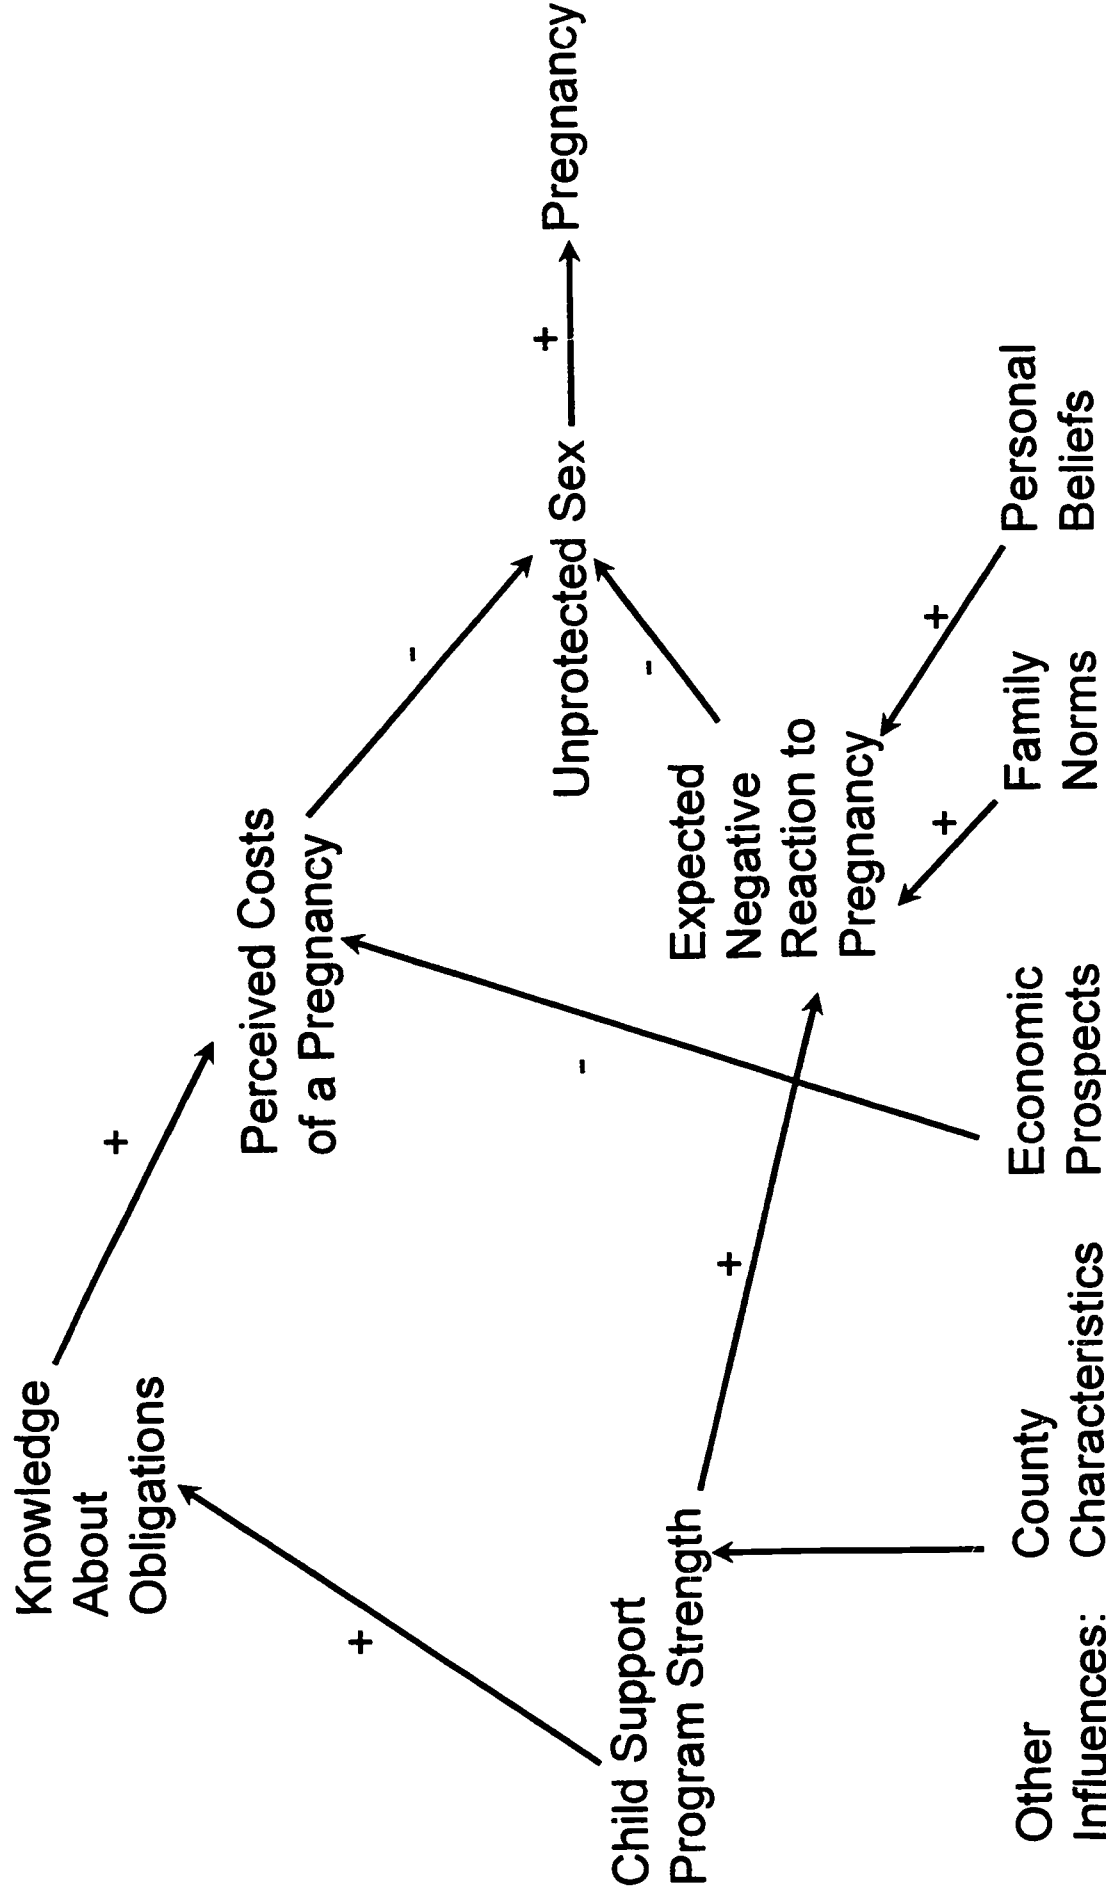 Knowledge
About
Obligations
+
+
Perceived Costs
of a Pregnancy
-
-
Child Support
Program Strength
+
Expected
Negative
Reaction to
Pregnancy
-
Unprotected Sex
+
Pregnancy
+
+
Other
Influences:
County
Characteristics
Economic
Prospects
Family
Norms
Personal
Beliefs